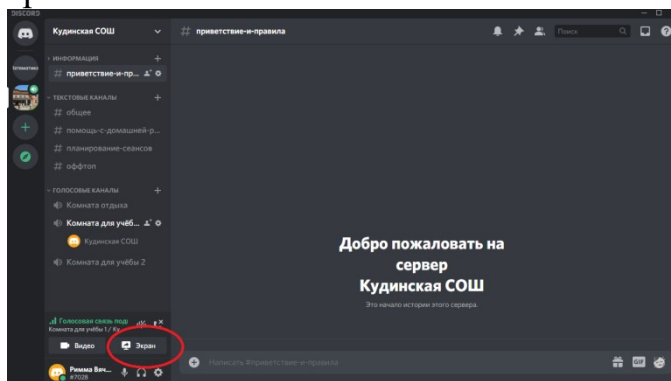 DISCORD
Кудинская СОШ
# приветствие-и-правила
Поиск
ИНФОРМАЦИЯ
# приветствие-и-пр...
ТЕКСТОВЫЕ КАНАЛЫ
# общее
# помощь-с-домашней-р...
# планирование-сеансов
# оффтоп
ГОЛОСОВЫЕ КАНАЛЫ
Комната отдыха
Комната для учёб...
Кудинская СОШ
Комната для учёбы 2
Добро пожаловать на
сервер
Кудинская СОШ
Это начало истории этого сервера.
Голосовая связь под
Комната для учёбы 1 / Ку
Видео
Экран
Римма Вяч...
#7028
Написать #приветствие-и-правила
GIF